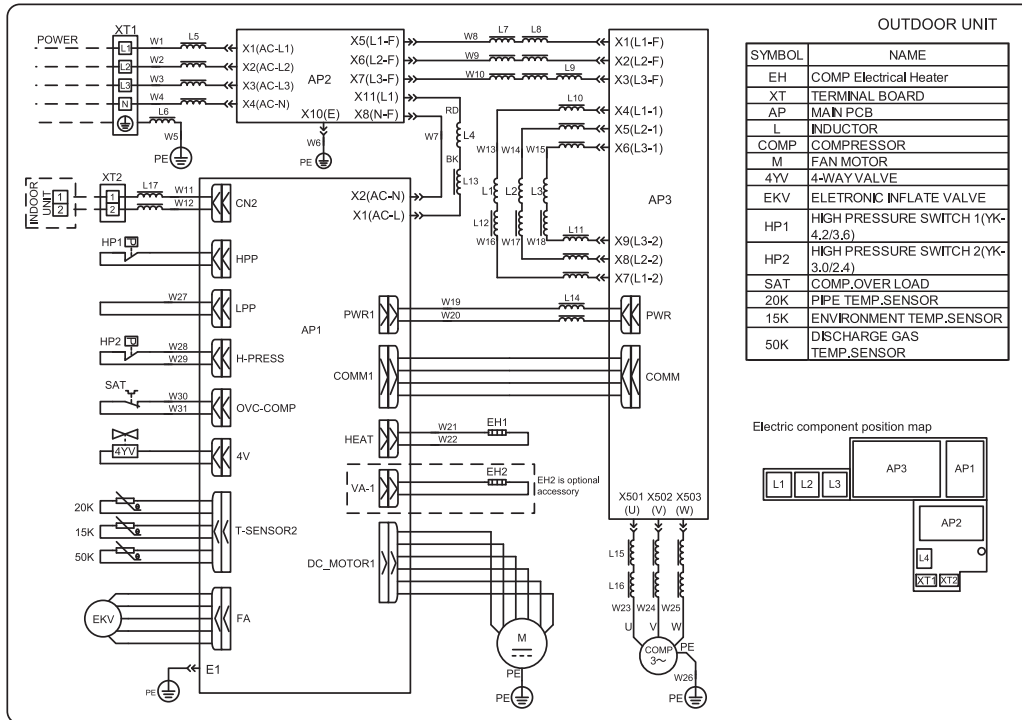 OUTDOOR UNIT
SYMBOL NAME
EH COMP Electrical Heater
XT TERMINAL BOARD
AP MAIN PCB
L INDUCTOR
COMP COMPRESSOR
M FAN MOTOR
4YV 4-WAY VALVE
EKV ELETRONIC INFLATE VALVE
HP1 HIGH PRESSURE SWITCH 1(YK-
4.2/3.6)
HP2 HIGH PRESSURE SWITCH 2(YK-
3.0/2.4)
SAT COMP.OVER LOAD
20K PIPE TEMP.SENSOR
15K ENVIRONMENT TEMP.SENSOR
50K DISCHARGE GAS
TEMP.SENSOR
POWER XT1
L1 W1 L5 X1(AC-L1)
L2 W2 X2(AC-L2)
L3 W3 X3(AC-L3)
N W4 X4(AC-N)
L6
W5
PE
AP2
X5(L1-F) W8 L7 L8 X1(L1-F)
X6(L2-F) W9 X2(L2-F)
X7(L3-F) W10 L9 X3(L3-F)
X11(L1)
X8(N-F)
X10(E)
W6
PE
RD
W7
L4
BK
L13
L10 X4(L1-1)
X5(L2-1)
X6(L3-1)
W13 W14 W15
L1 L2 L3
L12
W16 W17 W18
L11 X9(L3-2)
X8(L2-2)
X7(L1-2)
AP3
INDOOR
UNIT
1
2
XT2
1
2
L17
W11
W12
CN2
X2(AC-N)
X1(AC-L)
HP1 P HPP
W27 LPP
HP2 P
W28
W29
H-PRESS
SAT
W30
W31
OVC-COMP
4YV 4V
20K
15K
50K
T-SENSOR2
EKV FA
E1
PE
AP1
PWR1 W19 L14 PWR
W20
COMM1 COMM
HEAT W21 EH1
W22
VA-1 EH2
EH2 is optional
accessory
DC_MOTOR1
M
PE
PE
X501 X502 X503
(U) (V) (W)
L15
L16
W23 W24 W25
U V W
COMP
3~
PE
W26
PE
Electric component position map
L1 L2 L3 AP3 AP1
AP2
L4
XT1 XT2